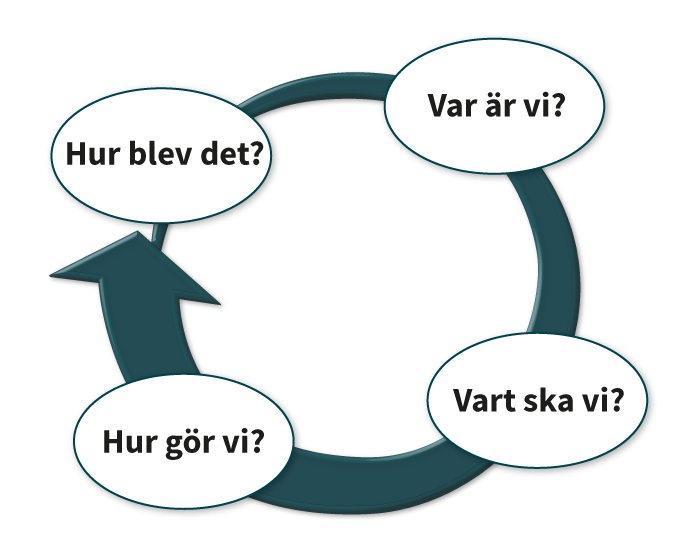 Var är vi?
Hur blev det?
Vart ska vi?
Hur gör vi?